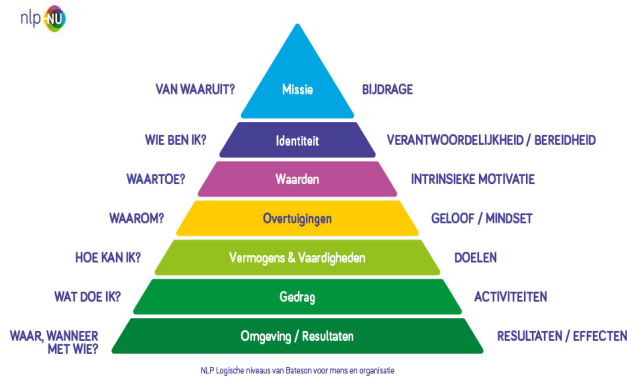 nlp NU
VAN WAARUIT? Missie BIJDRAGE
WIE BEN IK? Identiteit VERANTWOORDELIJKHEID / BEREIDHEID
WAARTOE? Waarden INTRINSIEKE MOTIVATIE
WAAROM? Overtuigingen GELOOF / MINDSET
HOE KAN IK? Vermogens & Vaardigheden DOELEN
WAT DOE IK? Gedrag ACTIVITEITEN
WAAR, WANNEER Omgeving / Resultaten RESULTATEN / EFFECTEN
MET WIE?
NLP Logische niveaus van Bateson voor mens en organisatie